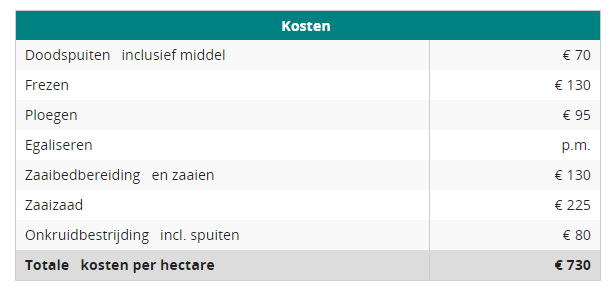 Kosten
Doodspuiten inclusief middel € 70
Frezen € 130
Ploegen € 95
Egaliseren p.m.
Zaaibedbereiding en zaaien € 130
Zaaizaad € 225
Onkruidbestrijding incl. spuiten € 80
Totale kosten per hectare € 730